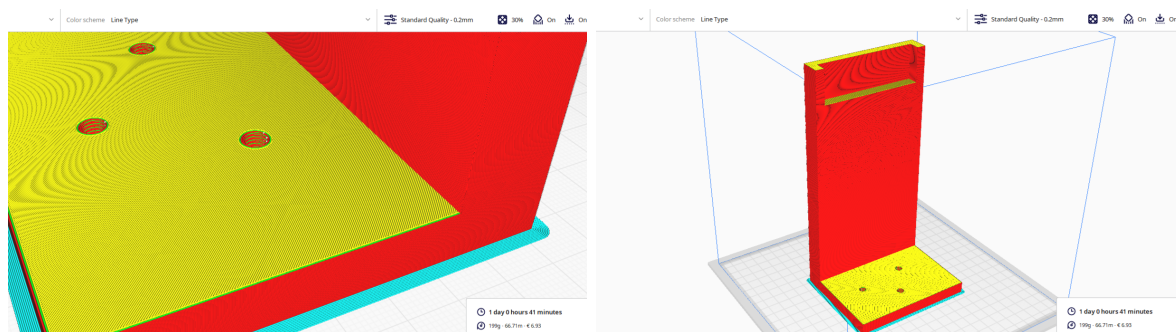 Color scheme Line Type
Standard Quality - 0.2mm 30% On On
1 day 0 hours 41 minutes
199g · 66.71m · € 6.93
Color scheme Line Type
Standard Quality - 0.2mm 30% On On
1 day 0 hours 41 minutes
199g · 66.71m · € 6.93